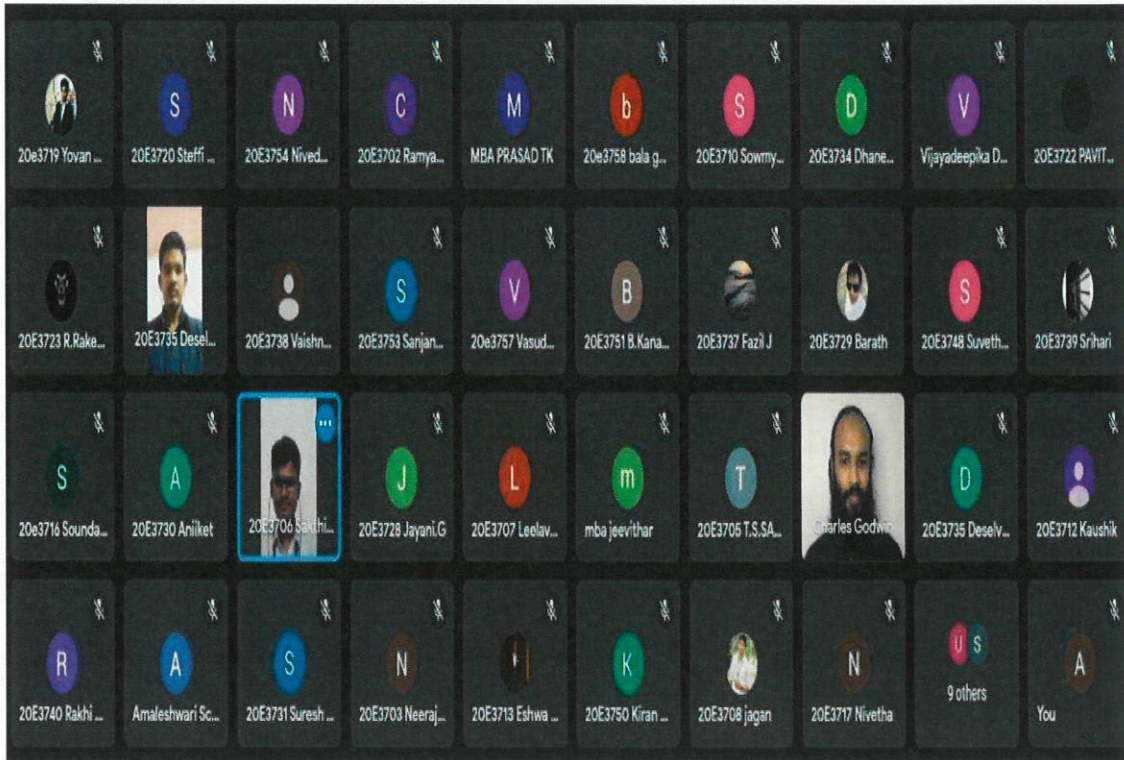 20e3719 Yovan ...
S
20E3720 Steffi ...
N
20E3754 Nived...
C
20E3702 Ramya...
M
MBA PRASAD TK
b
20e3758 bala g...
S
20E3710 Sowmy...
D
20E3734 Dhane...
V
Vijayadeepika D...
20E3722 PAVIT...
20E3723 R.Rake...
20E3735 Desel...
20E3738 Vaishn...
S
20E3753 Sanjan...
V
20e3757 Vasud...
B
20E3751 B.Kana...
20E3737 Fazil J
20E3729 Barath
S
20E3748 Suveth...
20E3739 Srihari
S
20e3716 Sounda...
A
20E3730 Aniiket
20E3706 Sakthi...
J
20E3728 Jayani.G
L
20E3707 Leelav...
m
mba jeevithar
T
20E3705 T.S.SA...
Charles Godwin
D
20E3735 Deselv...
20E3712 Kaushik
R
20E3740 Rakhi ...
A
Amaleshwari Sc...
S
20E3731 Suresh ...
N
20E3703 Neeraj...
20E3713 Eshwa ...
K
20E3750 Kiran ...
20E3708 jagan
N
20E3717 Nivetha
U S
9 others
A
You